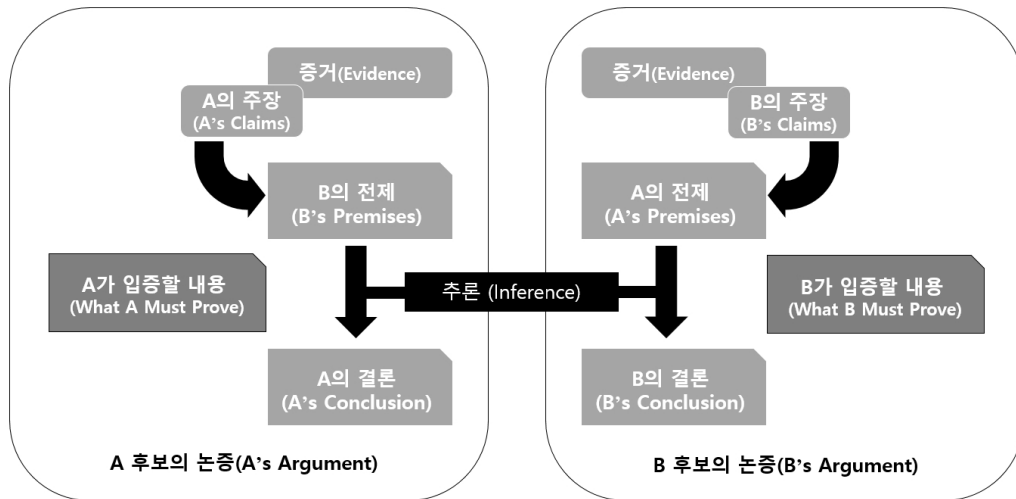 증거(Evidence)
A의 주장
(A’s Claims)
B의 전제
(B’s Premises)
A가 입증할 내용
(What A Must Prove)
A의 결론
(A’s Conclusion)
A 후보의 논증(A’s Argument)
추론 (Inference)
증거(Evidence)
B의 주장
(B’s Claims)
A의 전제
(A’s Premises)
B가 입증할 내용
(What B Must Prove)
B의 결론
(B’s Conclusion)
B 후보의 논증(B’s Argument)